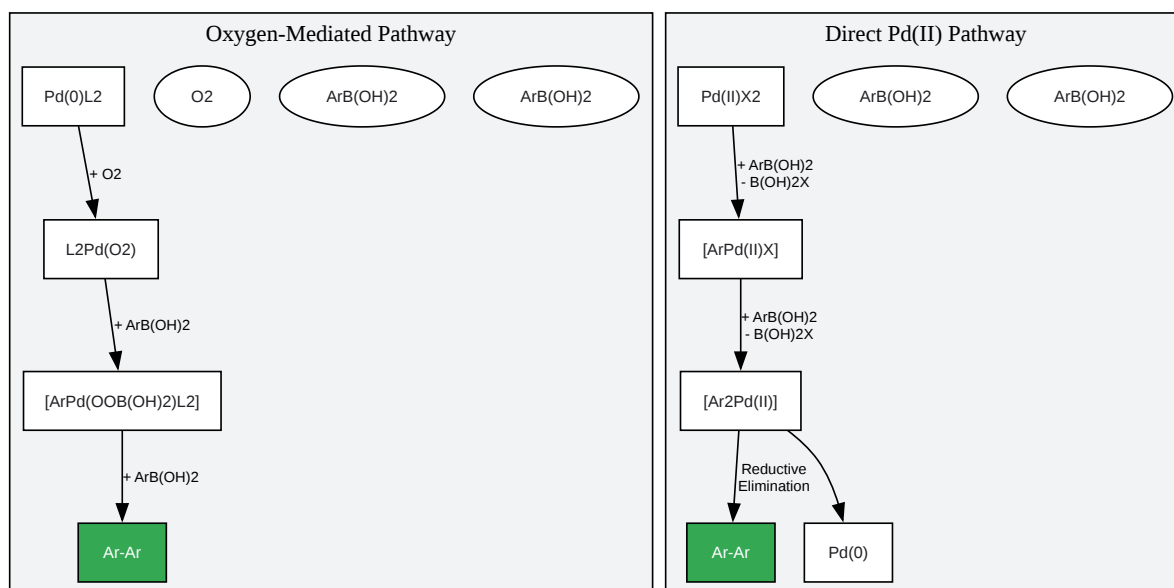 Oxygen-Mediated Pathway
Pd(0)L2
O2
ArB(OH)2
ArB(OH)2
+ O2
L2Pd(O2)
+ ArB(OH)2
[ArPd(OOB(OH)2)L2]
+ ArB(OH)2
Ar-Ar
Direct Pd(II) Pathway
Pd(II)X2
ArB(OH)2
ArB(OH)2
+ ArB(OH)2
- B(OH)2X
[ArPd(II)X]
+ ArB(OH)2
- B(OH)2X
[Ar2Pd(II)]
Reductive
Elimination
Ar-Ar
Pd(0)